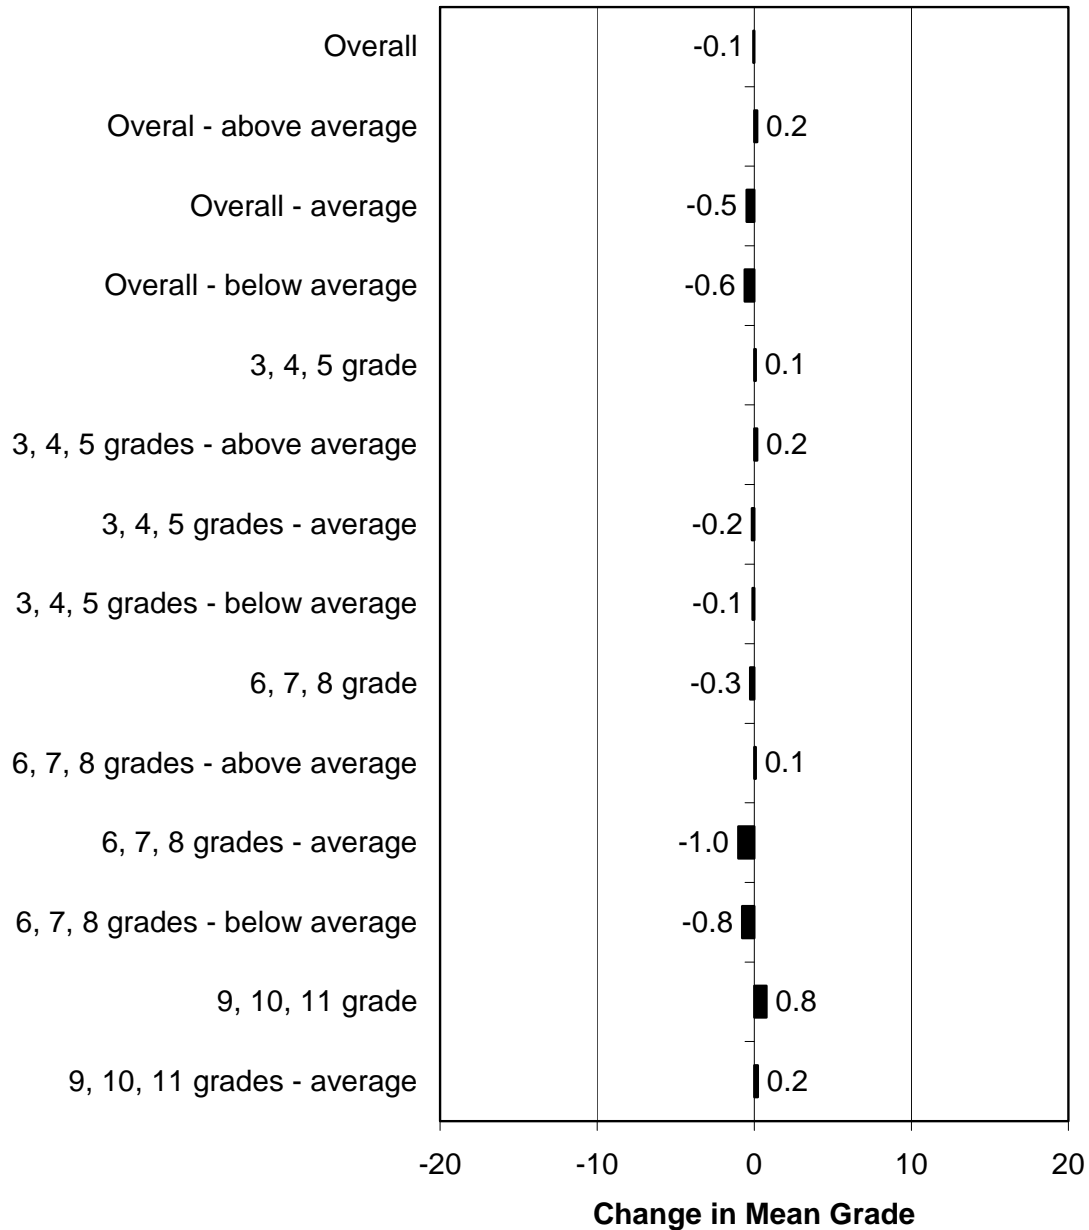 Overall -0.1
Overal - above average 0.2
Overall - average -0.5
Overall - below average -0.6
3, 4, 5 grade 0.1
3, 4, 5 grades - above average 0.2
3, 4, 5 grades - average -0.2
3, 4, 5 grades - below average -0.1
6, 7, 8 grade -0.3
6, 7, 8 grades - above average 0.1
6, 7, 8 grades - average -1.0
6, 7, 8 grades - below average -0.8
9, 10, 11 grade 0.8
9, 10, 11 grades - average 0.2
-20 -10 0 10 20
Change in Mean Grade